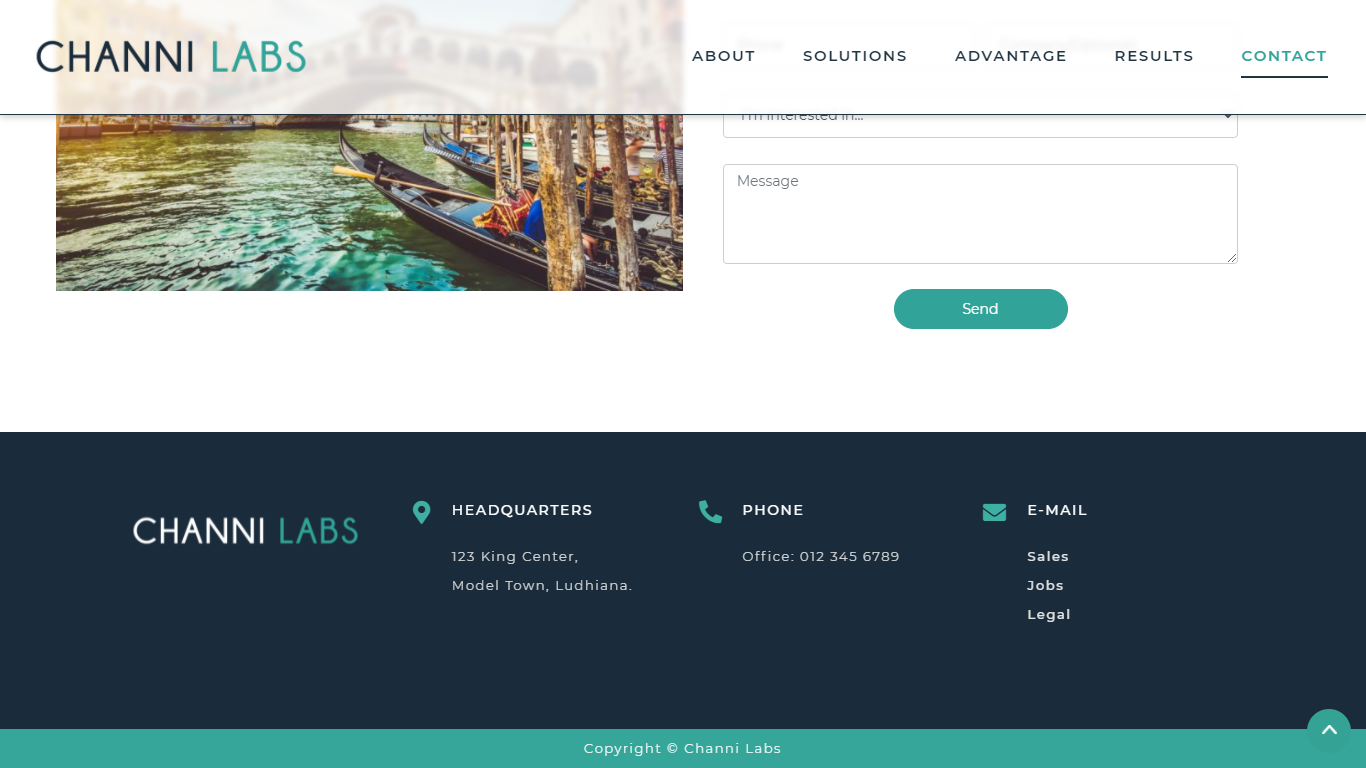 CHANNI LABS
ABOUT
SOLUTIONS
ADVANTAGE
RESULTS
CONTACT
I'm interested in...
Message
Send
CHANNI LABS
HEADQUARTERS
123 King Center,
Model Town, Ludhiana.
PHONE
Office: 012 345 6789
E-MAIL
Sales
Jobs
Legal
Copyright © Channi Labs